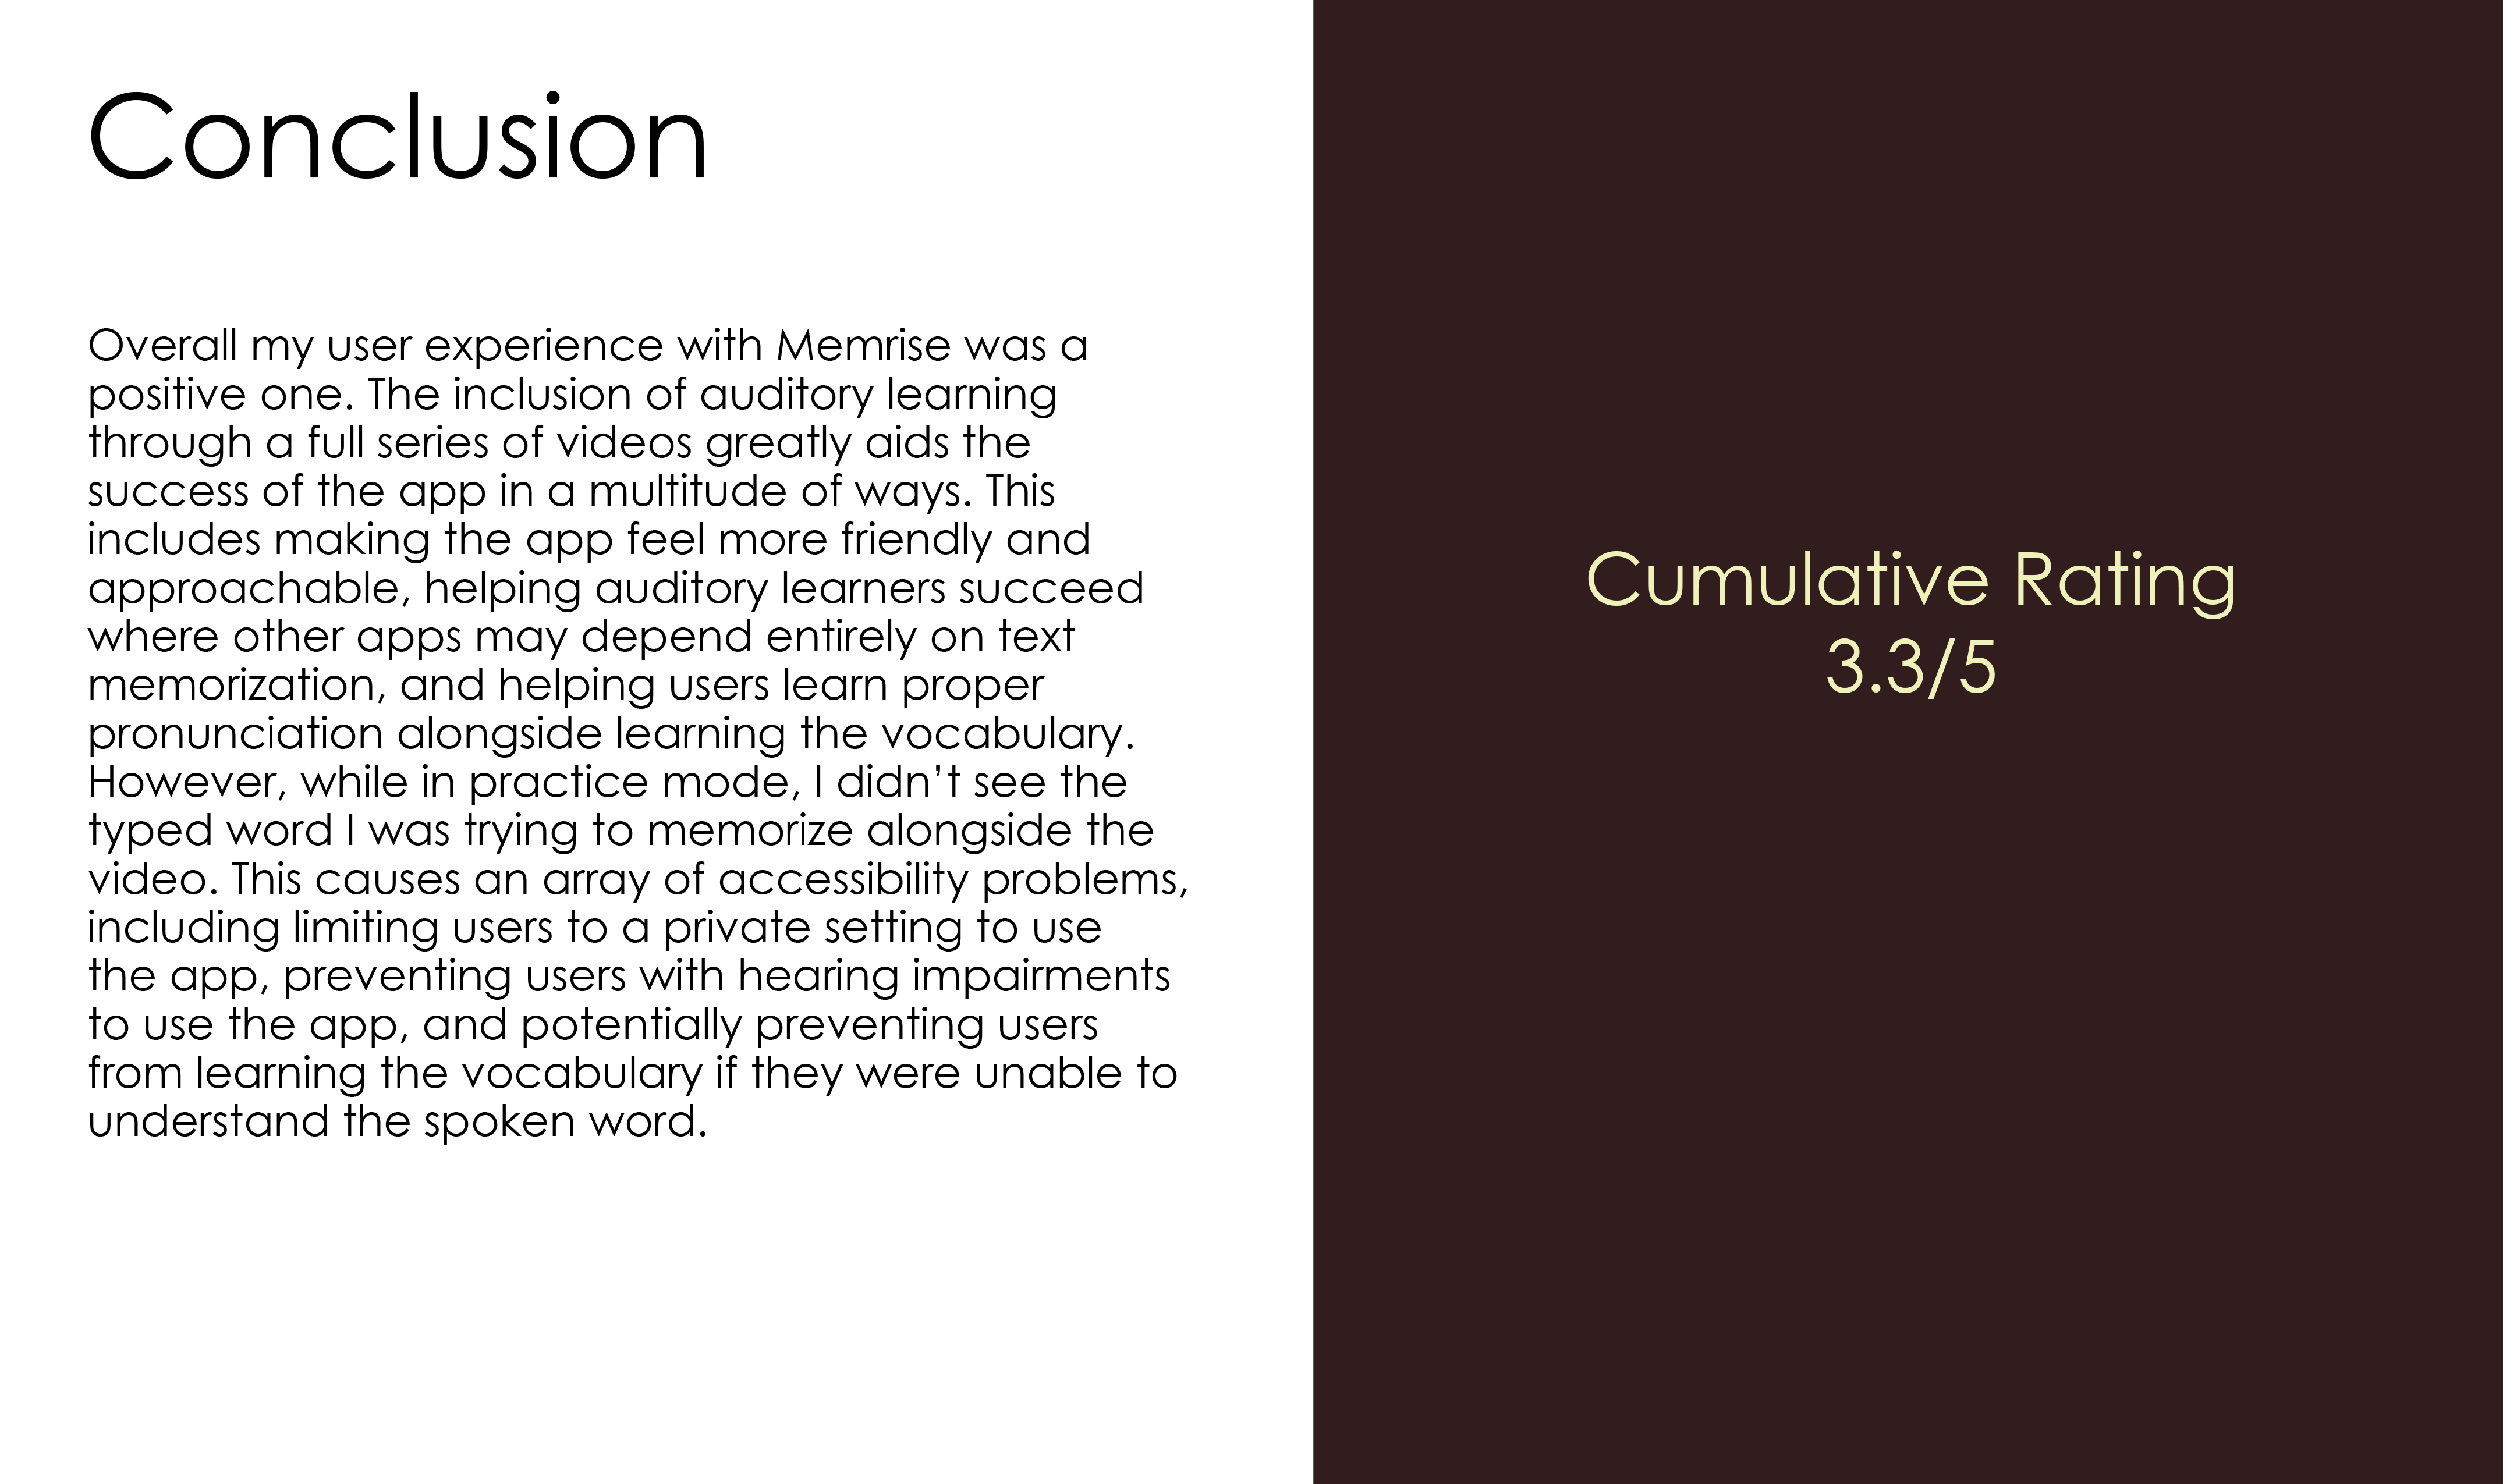 Conclusion
Overall my user experience with Memrise was a
positive one. The inclusion of auditory learning
through a full series of videos greatly aids the
success of the app in a multitude of ways. This
includes making the app feel more friendly and
approachable, helping auditory learners succeed
where other apps may depend entirely on text
memorization, and helping users learn proper
pronunciation alongside learning the vocabulary.
However, while in practice mode, I didn’t see the
typed word I was trying to memorize alongside the
video. This causes an array of accessibility problems,
including limiting users to a private setting to use
the app, preventing users with hearing impairments
to use the app, and potentially preventing users
from learning the vocabulary if they were unable to
understand the spoken word.
Cumulative Rating
3.3/5